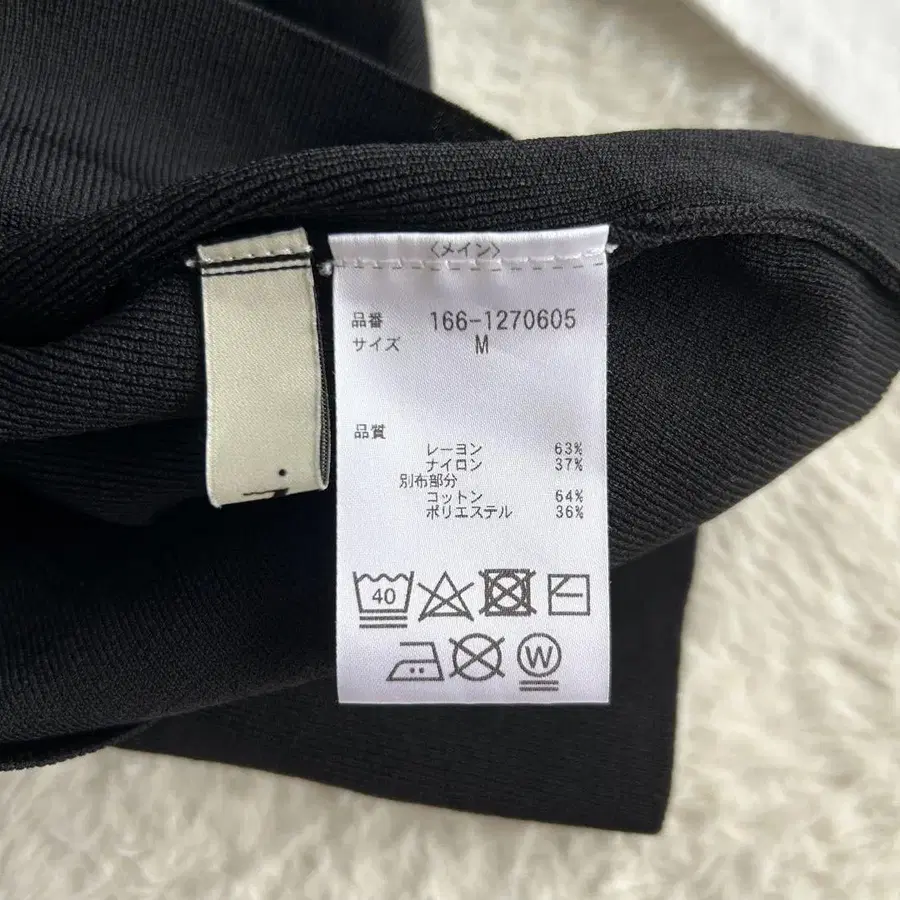 〈メイン〉
品番 166-1270605
サイズ M
品質
レーヨン 63%
ナイロン 37%
別布部分
コットン 64%
ポリエステル 36%
40
W